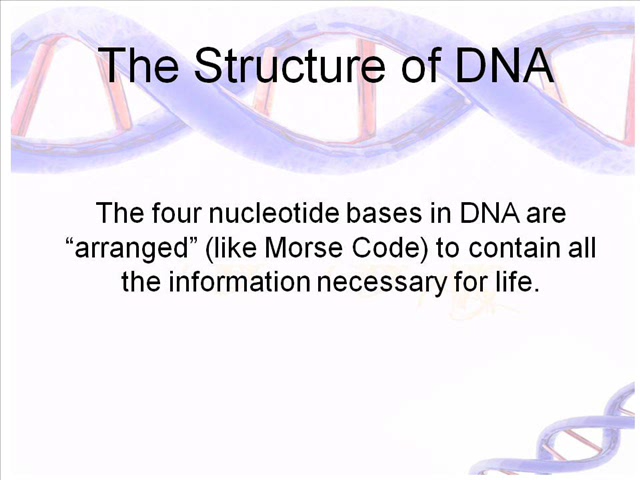 The Structure of DNA
The four nucleotide bases in DNA are
“arranged” (like Morse Code) to contain all
the information necessary for life.